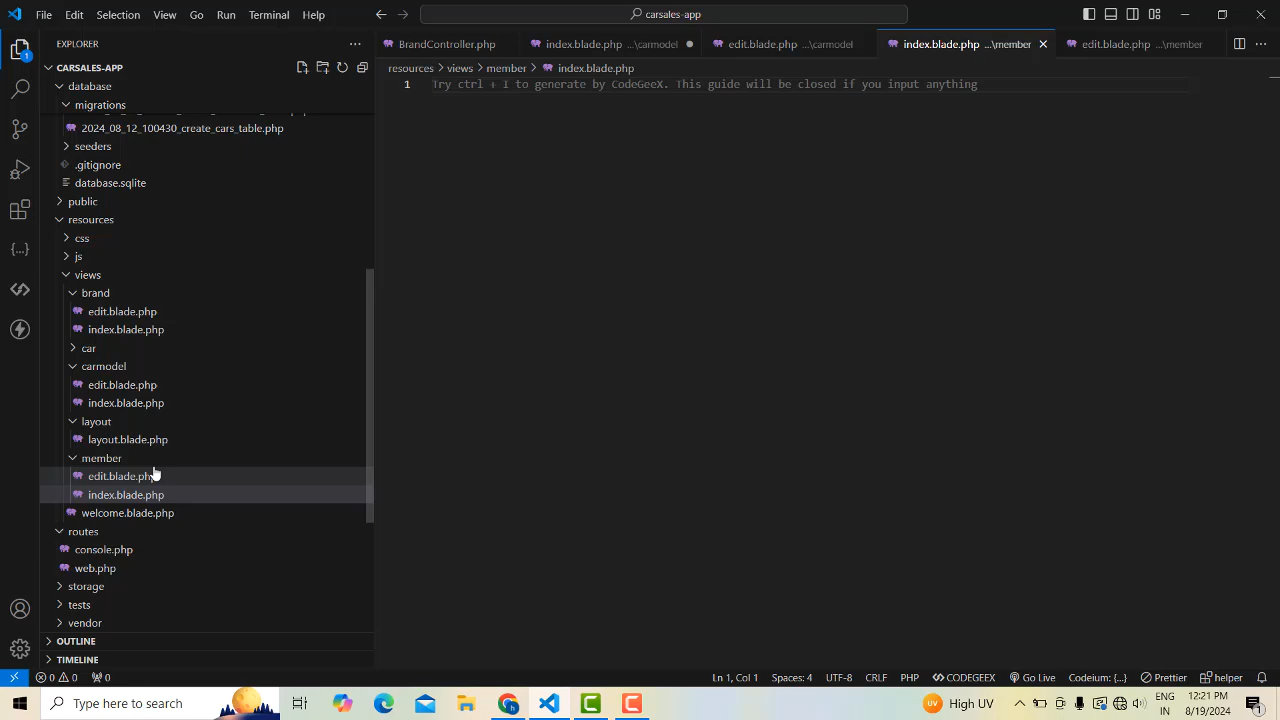 File Edit Selection View Go Run Terminal Help
carsales-app
EXPLORER
BrandController.php
index.blade.php ...\carmodel
edit.blade.php ...\carmodel
index.blade.php ...\member
edit.blade.php ...\member
resources > views > member > index.blade.php
1 Try ctrl + I to generate by CodeGeeX. This guide will be closed if you input anything
1
CARSALES-APP
database
migrations
2024_08_12_100430_create_cars_table.php
seeders
.gitignore
database.sqlite
public
resources
css
js
views
brand
edit.blade.php
index.blade.php
car
carmodel
edit.blade.php
index.blade.php
layout
layout.blade.php
member
edit.blade.php
index.blade.php
welcome.blade.php
routes
console.php
web.php
storage
tests
vendor
OUTLINE
TIMELINE
0 0 0
Ln 1, Col 1 Spaces: 4 UTF-8 CRLF PHP CODEGEEX Go Live Codeium: {...} Prettier helper
Type here to search
UV High UV
ENG
IN
12:21 PM
8/19/2024
1